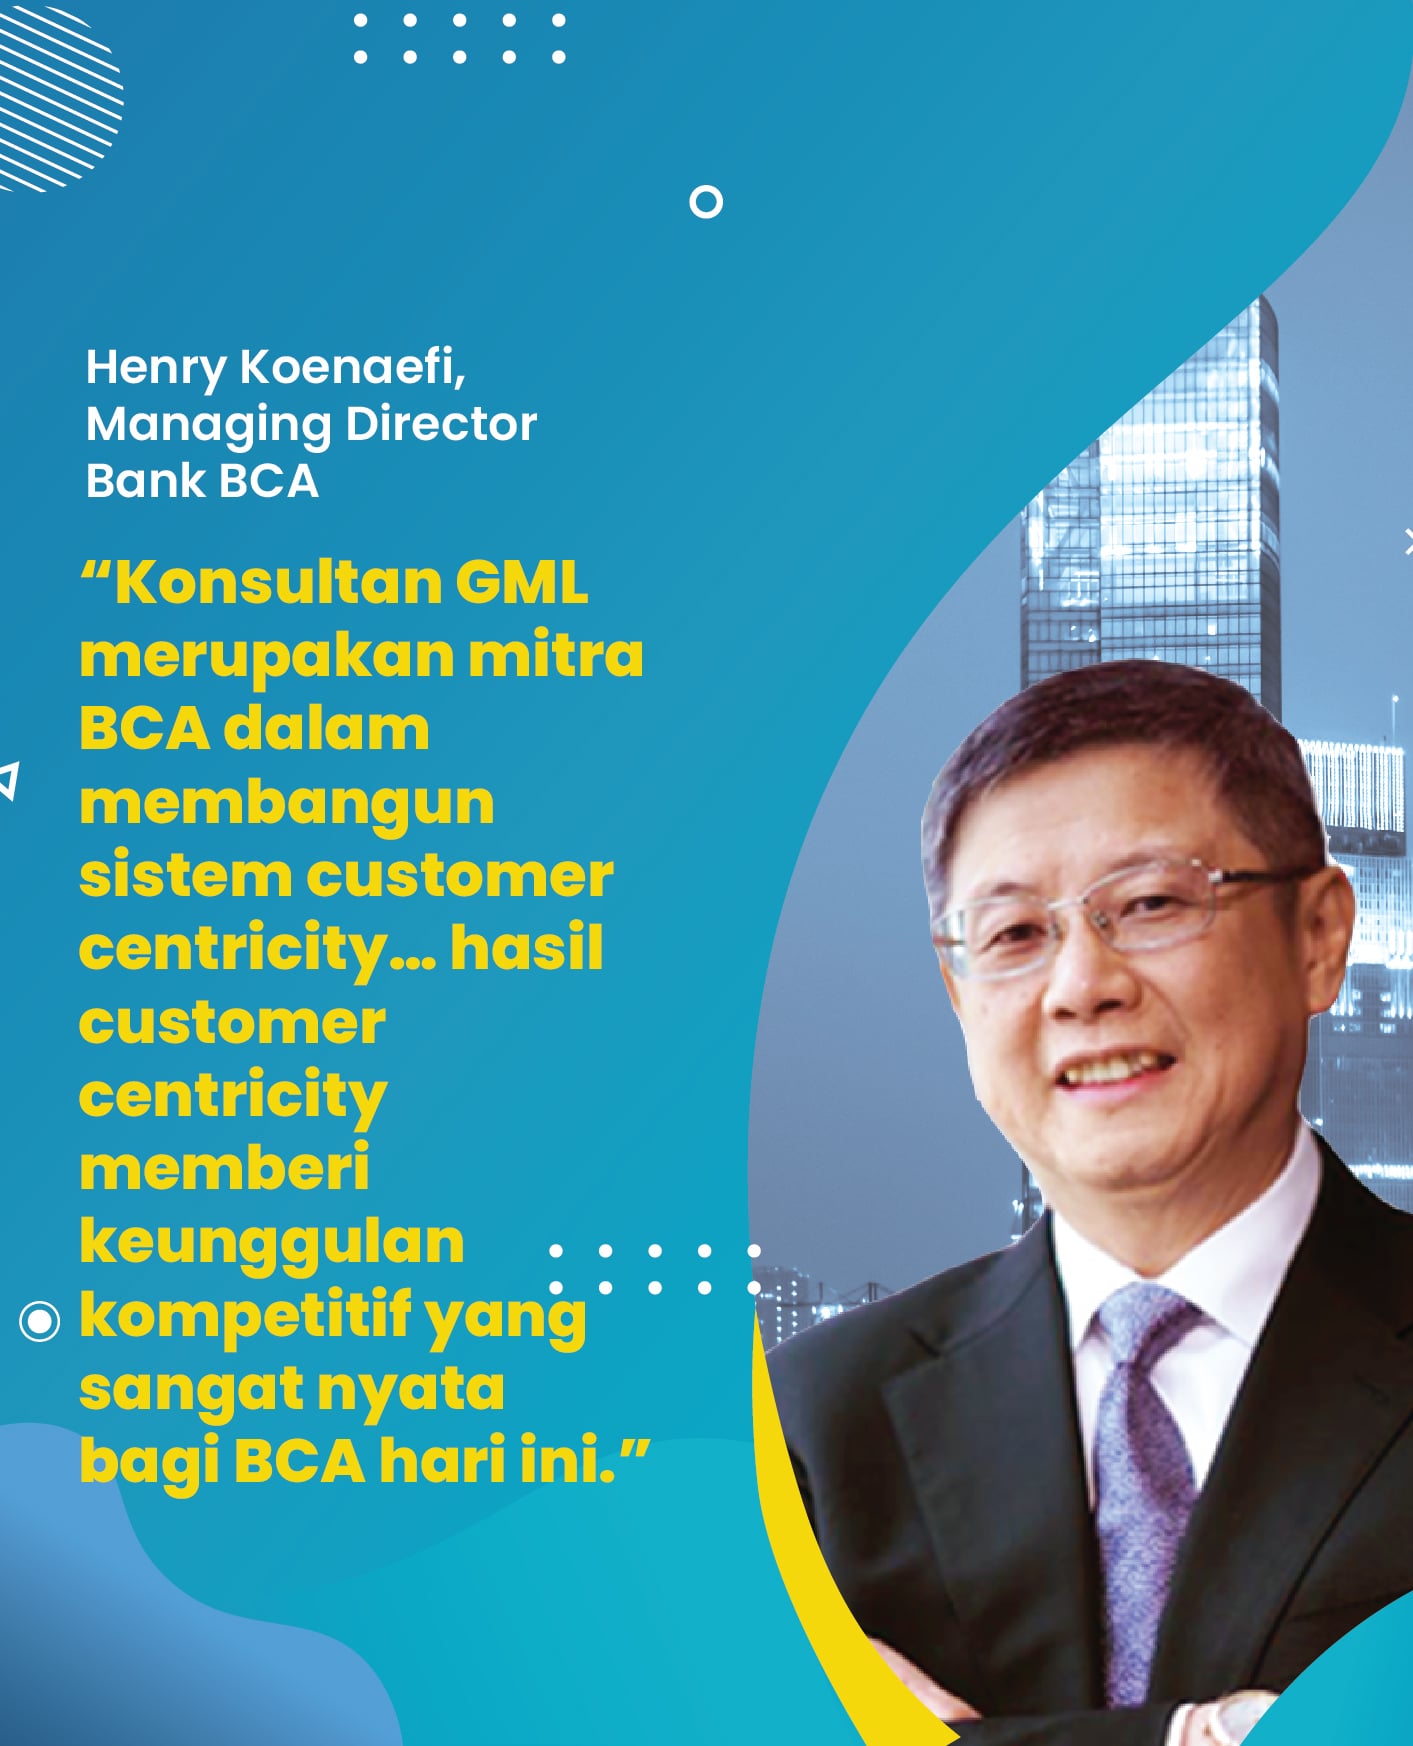 Henry Koenaefi,
Managing Director
Bank BCA
“Konsultan GML
merupakan mitra
BCA dalam
membangun
sistem customer
centricity... hasil
customer
centricity
memberi
keunggulan
kompetitif yang
sangat nyata
bagi BCA hari ini.”